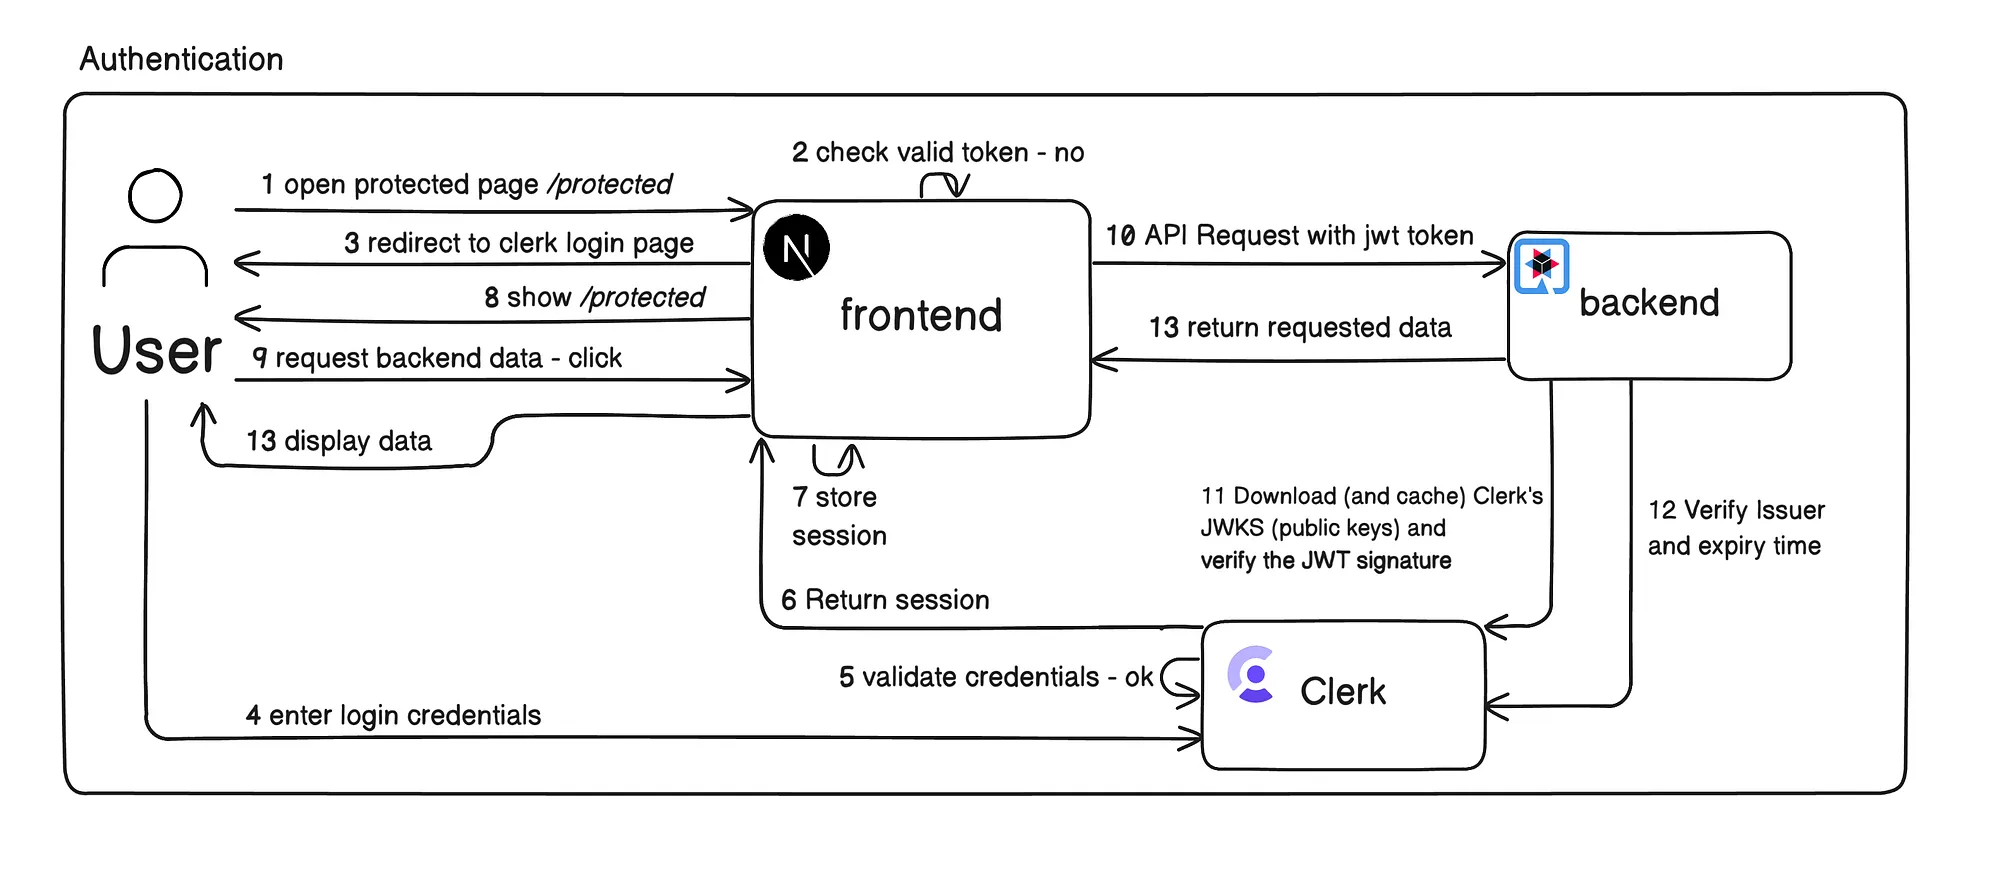 Authentication
2 check valid token - no
1 open protected page /protected
3 redirect to clerk login page
10 API Request with jwt token
N
8 show /protected
frontend
backend
User
13 return requested data
9 request backend data - click
13 display data
7 store
session
11 Download (and cache) Clerk's
JWKS (public keys) and
verify the JWT signature
12 Verify Issuer
and expiry time
6 Return session
5 validate credentials - ok
Clerk
4 enter login credentials